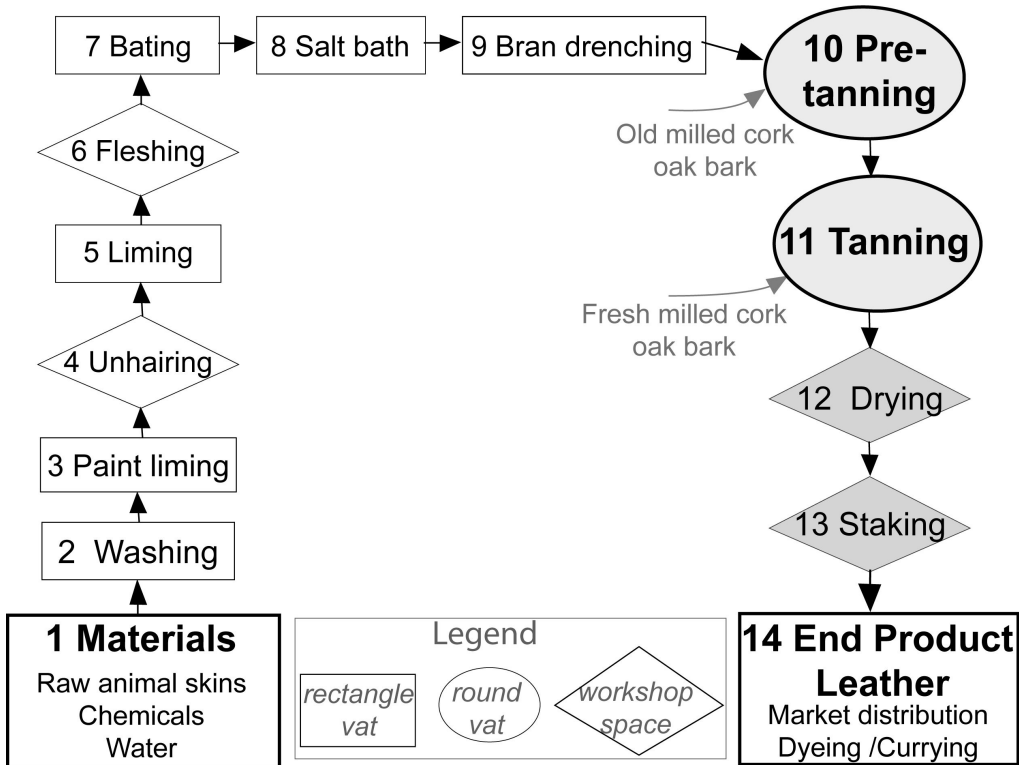 7 Bating
8 Salt bath
9 Bran drenching
10 Pre-
tanning
Old milled cork
oak bark
6 Fleshing
11 Tanning
5 Liming
Fresh milled cork
oak bark
4 Unhairing
12 Drying
3 Paint liming
13 Staking
2 Washing
1 Materials
Raw animal skins
Chemicals
Water
Legend
rectangle
vat
round
vat
workshop
space
14 End Product
Leather
Market distribution
Dyeing /Currying